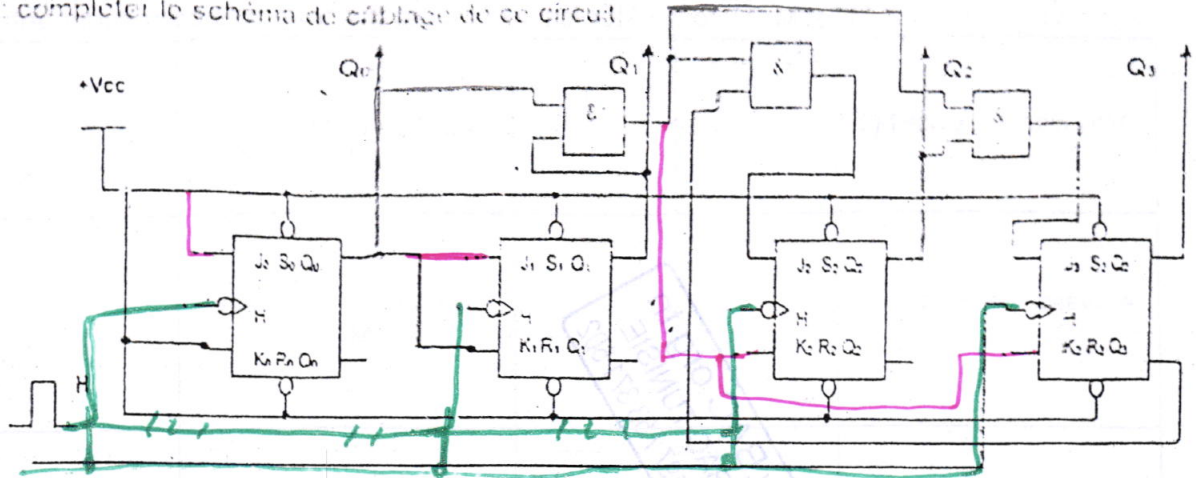 : completer le schéma de câblage de ce circuit
Q0 Q1 & Q2 Q3
+Vcc
& &
J0 S0 Q0 J1 S1 Q1 J2 S2 Q2 J3 S3 Q3
H H H H
K0 R0 Q0 K1 R1 Q1 K2 R2 Q2 K3 R3 Q3
H